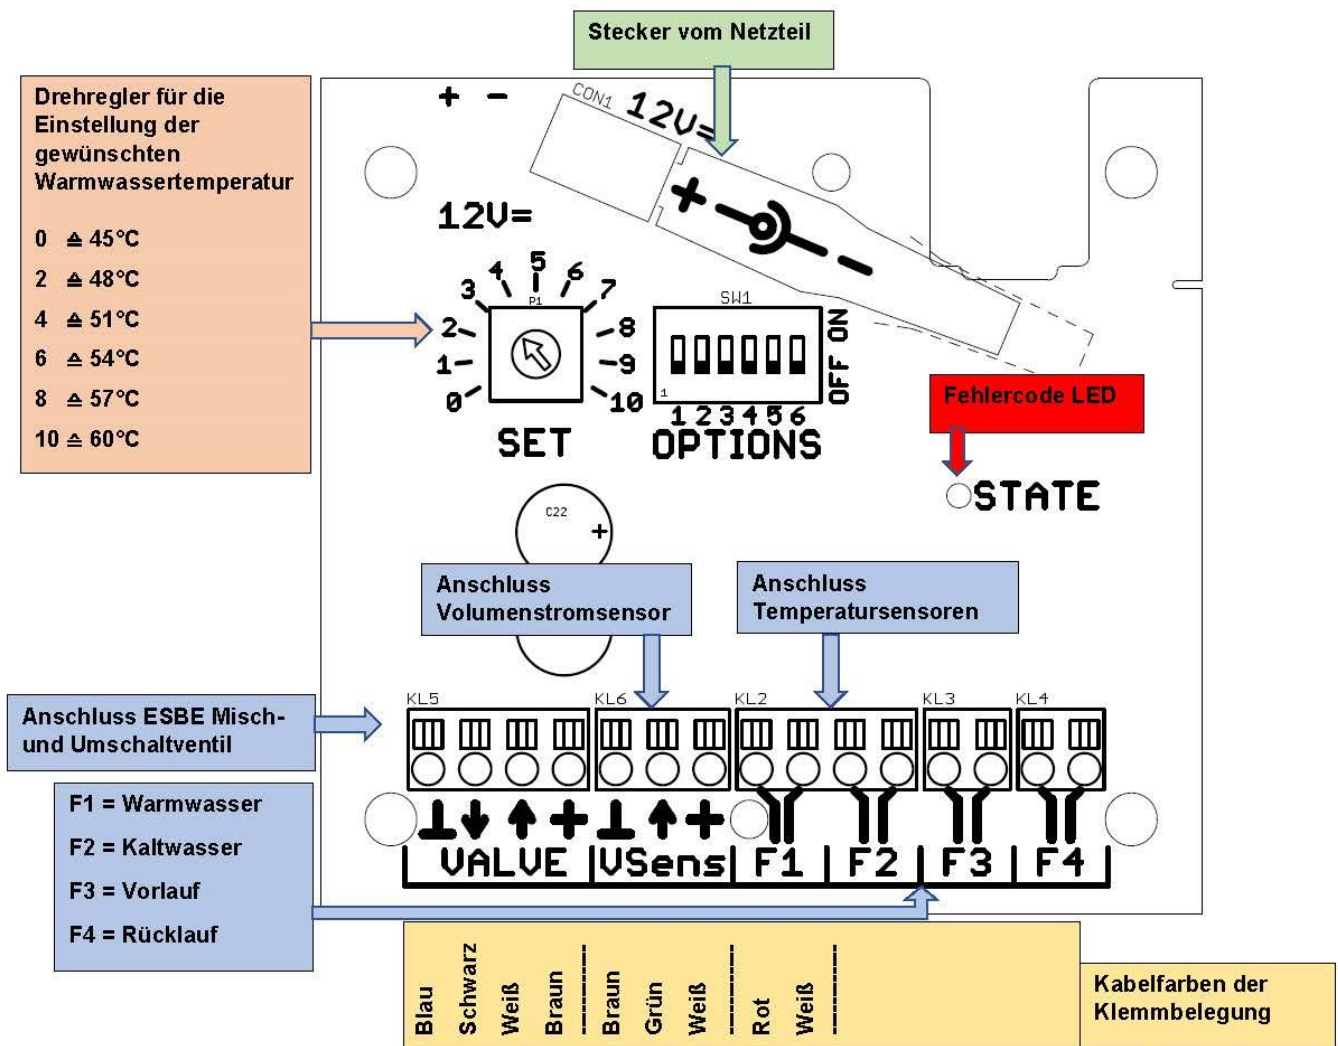 Stecker vom Netzteil
Drehregler für die
Einstellung der
gewünschten
Warmwassertemperatur
0 ≙ 45°C
2 ≙ 48°C
4 ≙ 51°C
6 ≙ 54°C
8 ≙ 57°C
10 ≙ 60°C
+ -
CON1
12V=
+ -
12V=
0 1 2 3 4 5 6 7 8 9 10
P1
SET
SW1
1
OFF ON
1 2 3 4 5 6
OPTIONS
Fehlercode LED
STATE
C22
+
Anschluss
Volumenstromsensor
Anschluss
Temperatursensoren
Anschluss ESBE Misch-
und Umschaltventil
KL5 KL6 KL2 KL3 KL4
⊥ ↓ ↑ + ⊥ ↑ +
VALVE VSens F1 F2 F3 F4
F1 = Warmwasser
F2 = Kaltwasser
F3 = Vorlauf
F4 = Rücklauf
Blau
Schwarz
Weiß
Braun
Braun
Grün
Weiß
Rot
Weiß
Kabelfarben der
Klemmbelegung